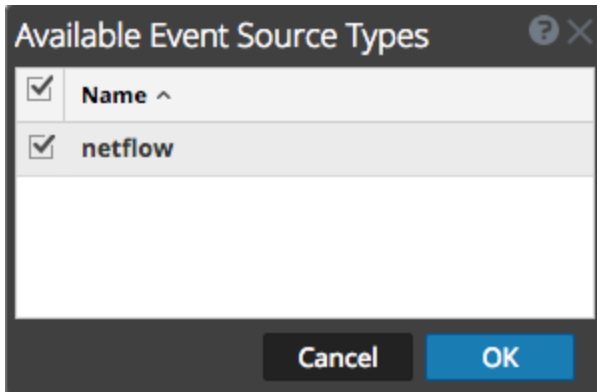 Available Event Source Types
Name
netflow
Cancel
OK